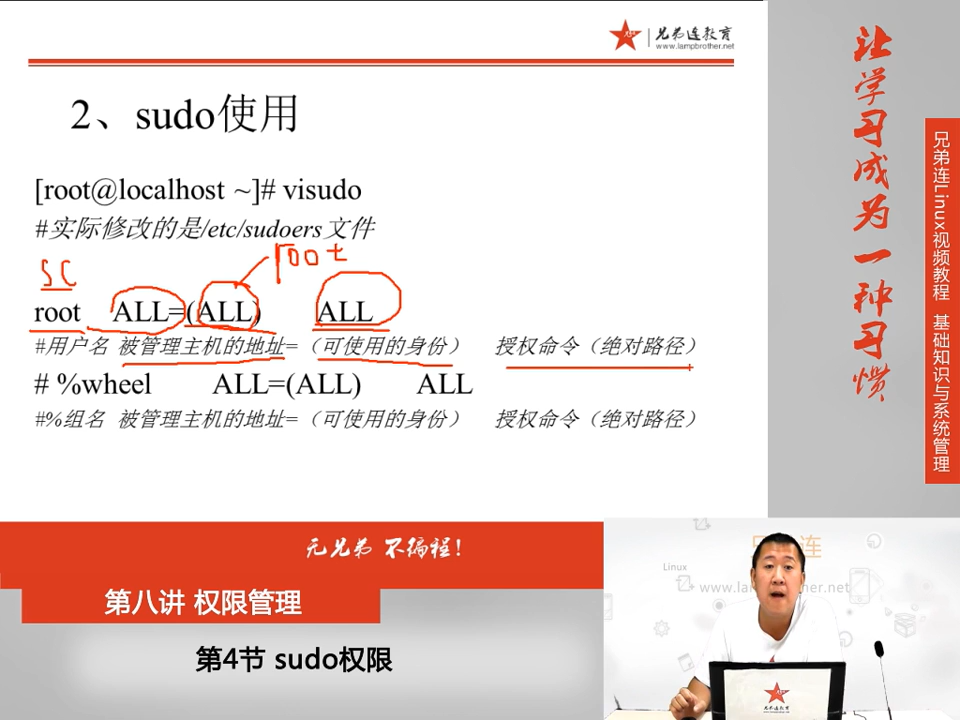 兄弟连教育
www.lampbrother.net
2、sudo使用
[root@localhost ~]# visudo
#实际修改的是/etc/sudoers文件
root
sc
root ALL=(ALL) ALL
#用户名 被管理主机的地址=（可使用的身份） 授权命令（绝对路径）
# %wheel ALL=(ALL) ALL
#%组名 被管理主机的地址=（可使用的身份） 授权命令（绝对路径）
让学习成为一种习惯
兄弟连Linux视频教程 基础知识与系统管理
无兄弟 不编程!
第八讲 权限管理
第4节 sudo权限
Linux
兄弟连教育